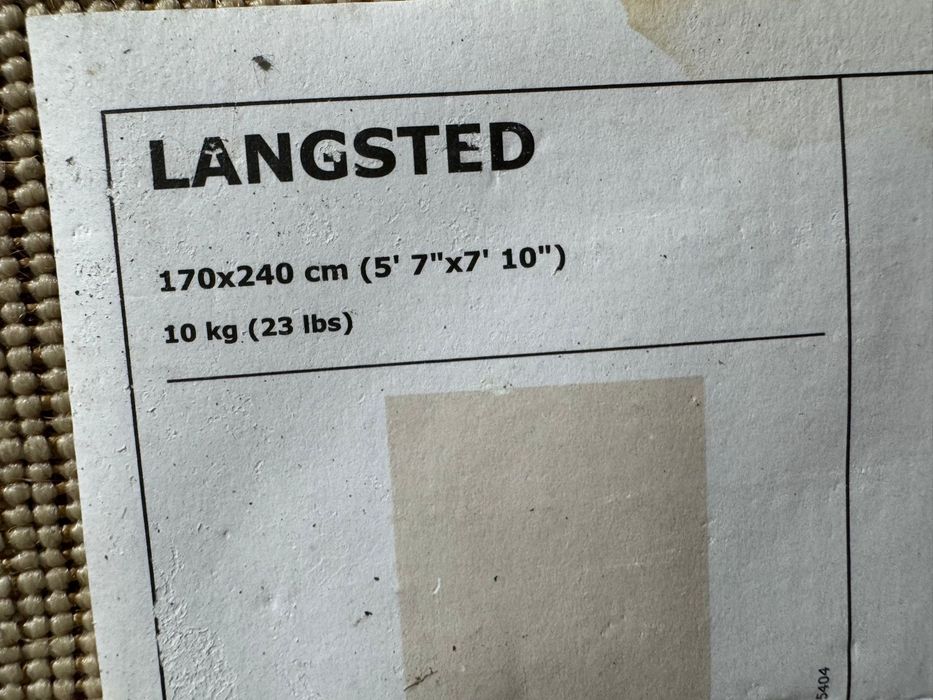 LANGSTED
170x240 cm (5' 7"x7' 10")
10 kg (23 lbs)
5404